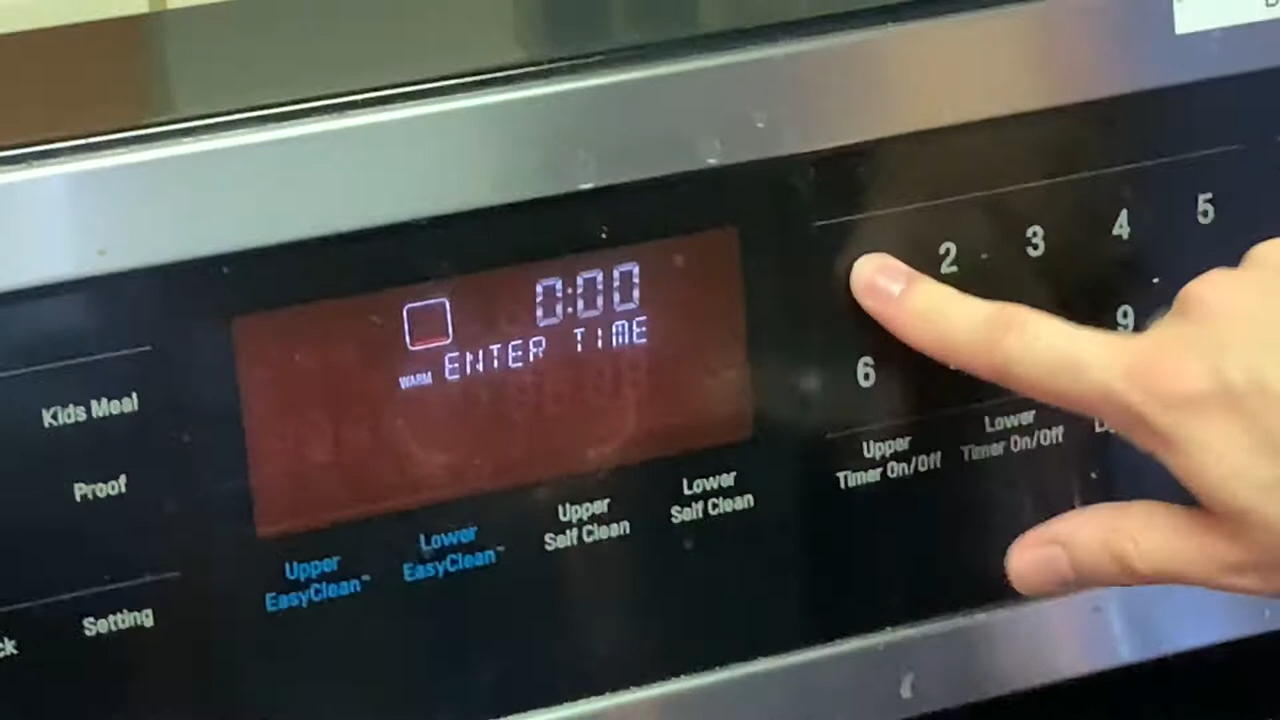 0:00
ENTER TIME
WARM
2
3
4
5
6
9
Kids Meal
Proof
Setting
Upper
EasyClean™
Lower
EasyClean™
Upper
Self Clean
Lower
Self Clean
Upper
Timer On/Off
Lower
Timer On/Off